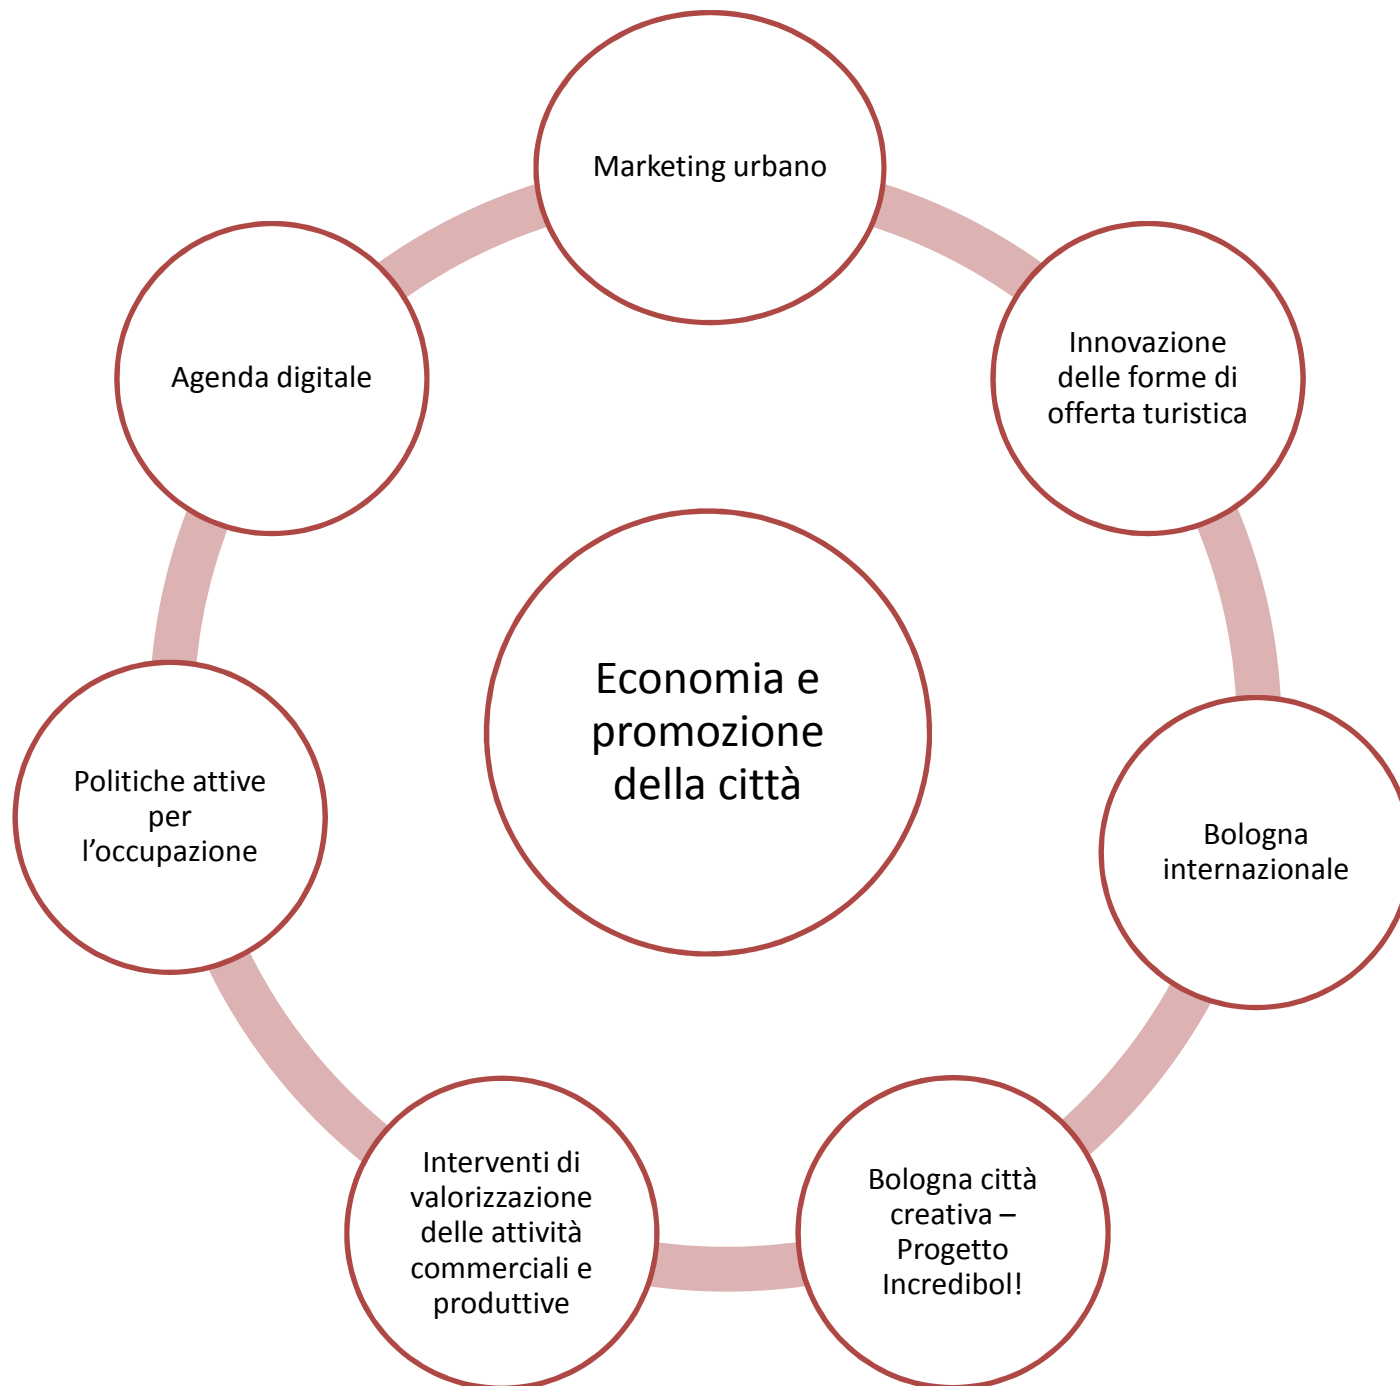 Marketing urbano
Innovazione
delle forme di
offerta turistica
Bologna
internazionale
Bologna città
creativa –
Progetto
Incredibol!
Interventi di
valorizzazione
delle attività
commerciali e
produttive
Politiche attive
per
l’occupazione
Agenda digitale
Economia e
promozione
della città